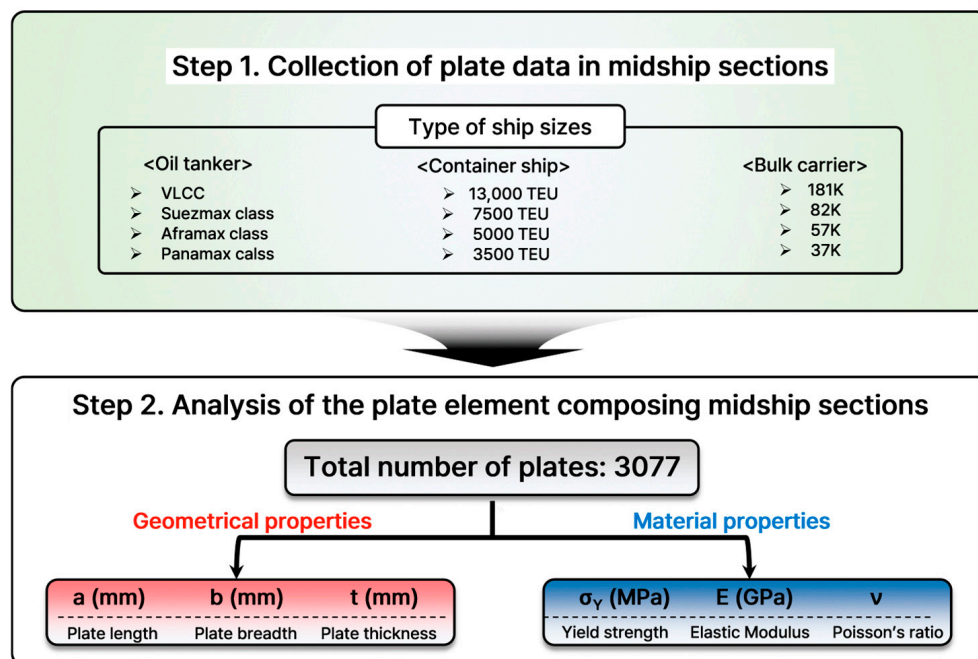 Step 1. Collection of plate data in midship sections
Type of ship sizes
<Oil tanker>
➢ VLCC
➢ Suezmax class
➢ Aframax class
➢ Panamax calss
<Container ship>
➢ 13,000 TEU
➢ 7500 TEU
➢ 5000 TEU
➢ 3500 TEU
<Bulk carrier>
➢ 181K
➢ 82K
➢ 57K
➢ 37K
Step 2. Analysis of the plate element composing midship sections
Total number of plates: 3077
Geometrical properties
Material properties
a (mm) b (mm) t (mm)
Plate length Plate breadth Plate thickness
σY (MPa) E (GPa) ν
Yield strength Elastic Modulus Poisson's ratio